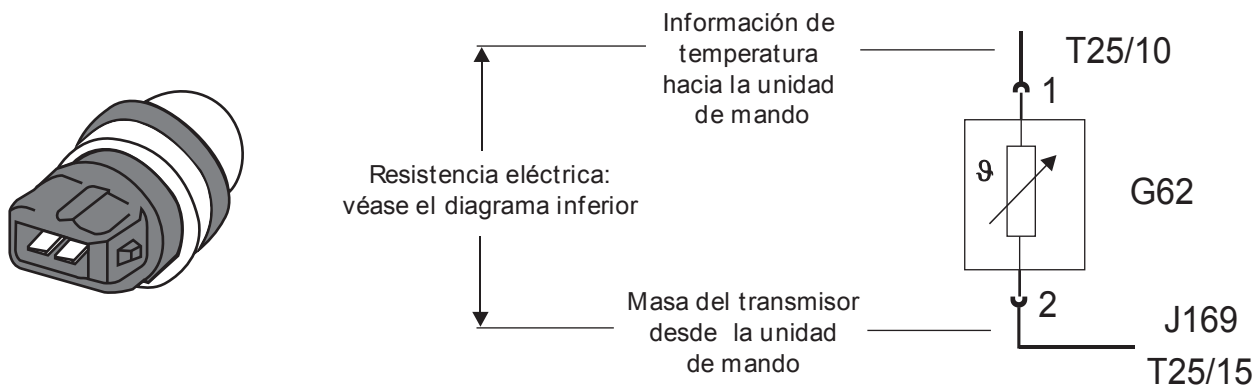 Información de
temperatura
hacia la unidad
de mando
T25/10
1
Resistencia eléctrica:
véase el diagrama inferior
ϑ
G62
Masa del transmisor
desde la unidad
de mando
2
J169
T25/15